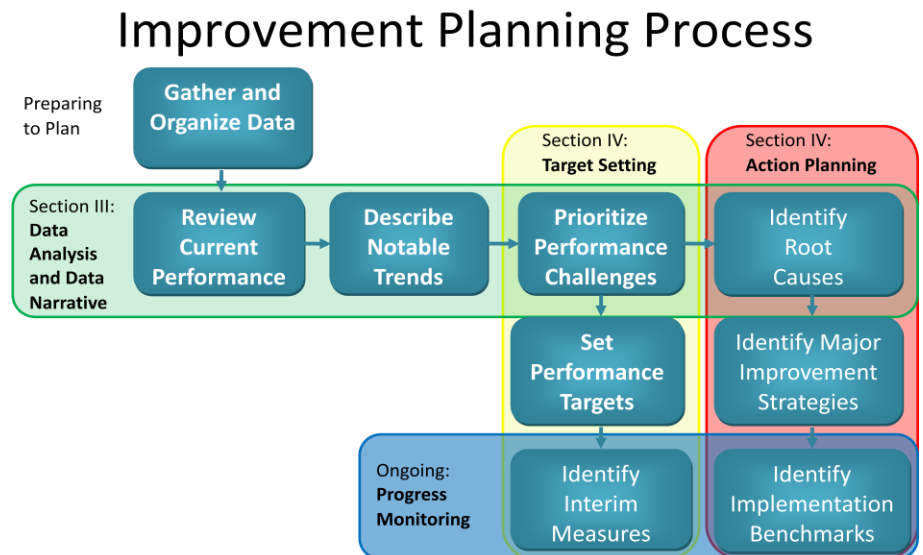 Improvement Planning Process
Preparing
to Plan
Gather and
Organize Data
Section IV:
Target Setting
Section IV:
Action Planning
Section III:
Data
Analysis
and Data
Narrative
Review
Current
Performance
Describe
Notable
Trends
Prioritize
Performance
Challenges
Identify
Root
Causes
Set
Performance
Targets
Identify Major
Improvement
Strategies
Ongoing:
Progress
Monitoring
Identify
Interim
Measures
Identify
Implementation
Benchmarks